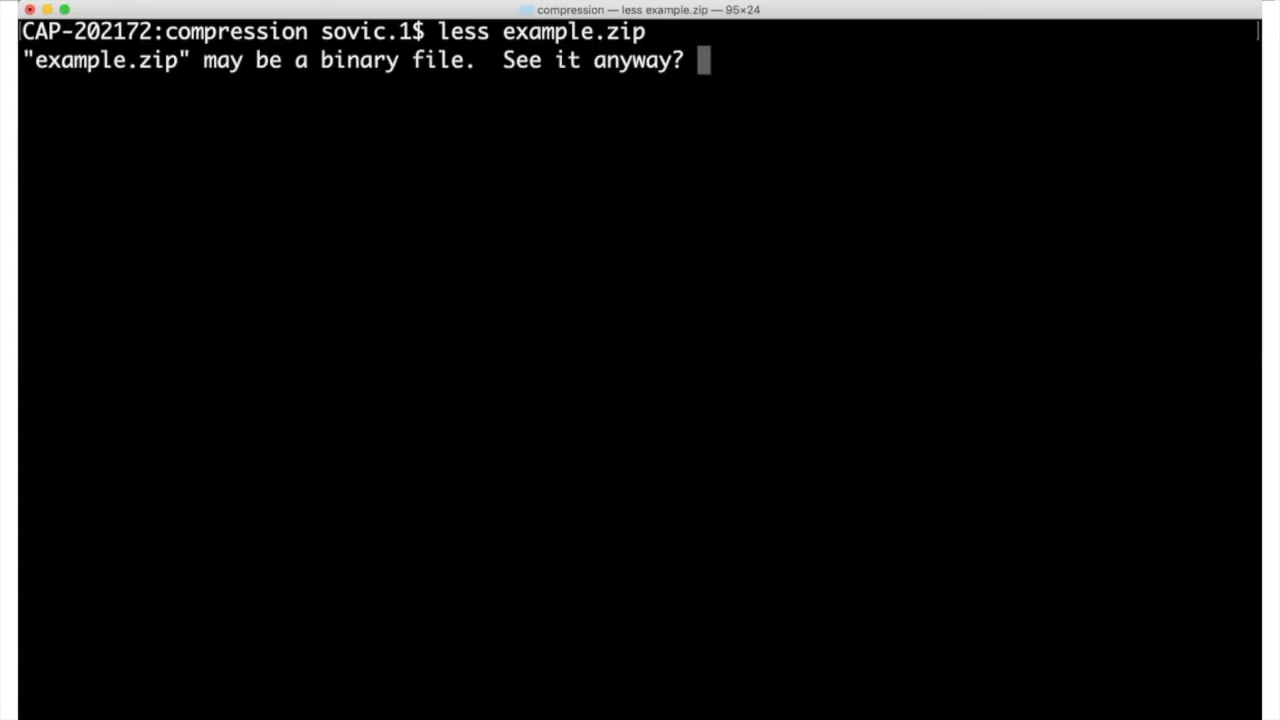 compression — less example.zip — 95×24
CAP-202172:compression sovic.1$ less example.zip
"example.zip" may be a binary file.  See it anyway?